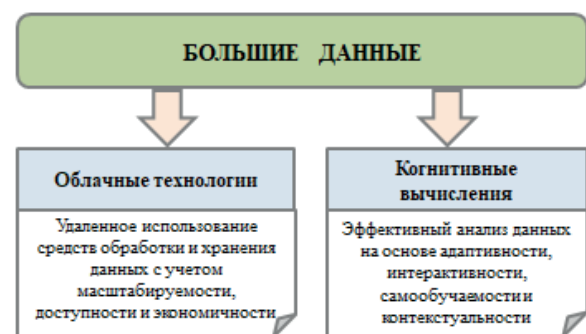 БОЛЬШИЕ ДАННЫЕ
Облачные технологии
Удаленное использование
средств обработки и хранения
данных с учетом
масштабируемости,
доступности и экономичности
Когнитивные
вычисления
Эффективный анализ данных
на основе адаптивности,
интерактивности,
самообучаемости и
контекстуальности